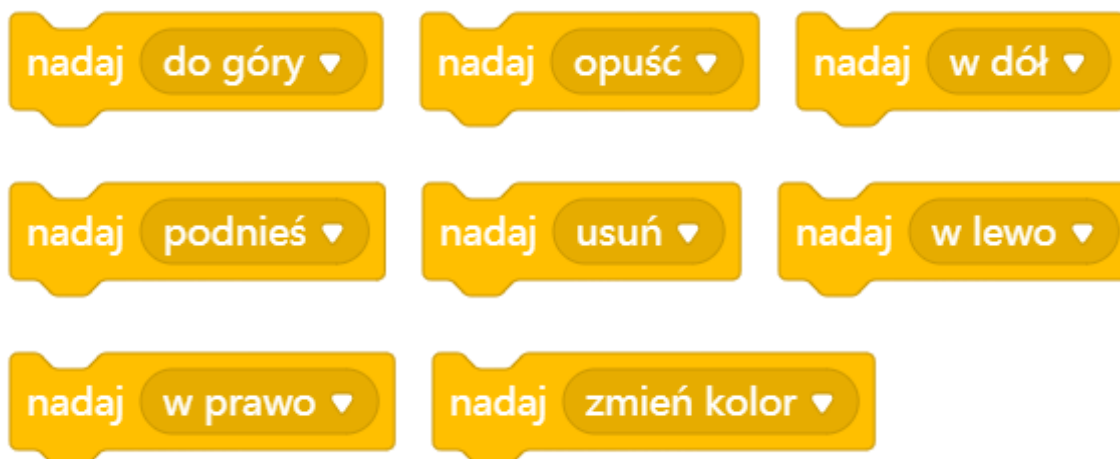 nadaj do góry nadaj opuść nadaj w dół
nadaj podnieś nadaj usuń nadaj w lewo
nadaj w prawo nadaj zmień kolor